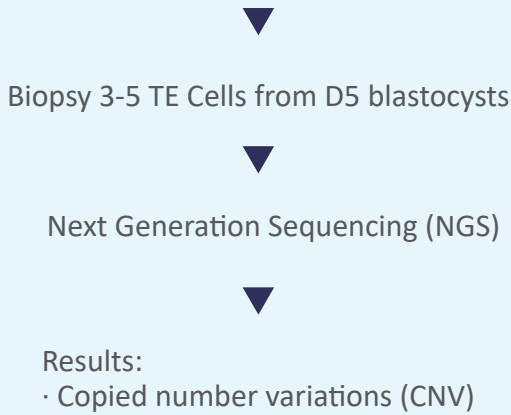 Biopsy 3-5 TE Cells from D5 blastocysts
Next Generation Sequencing (NGS)
Results:
· Copied number variations (CNV)